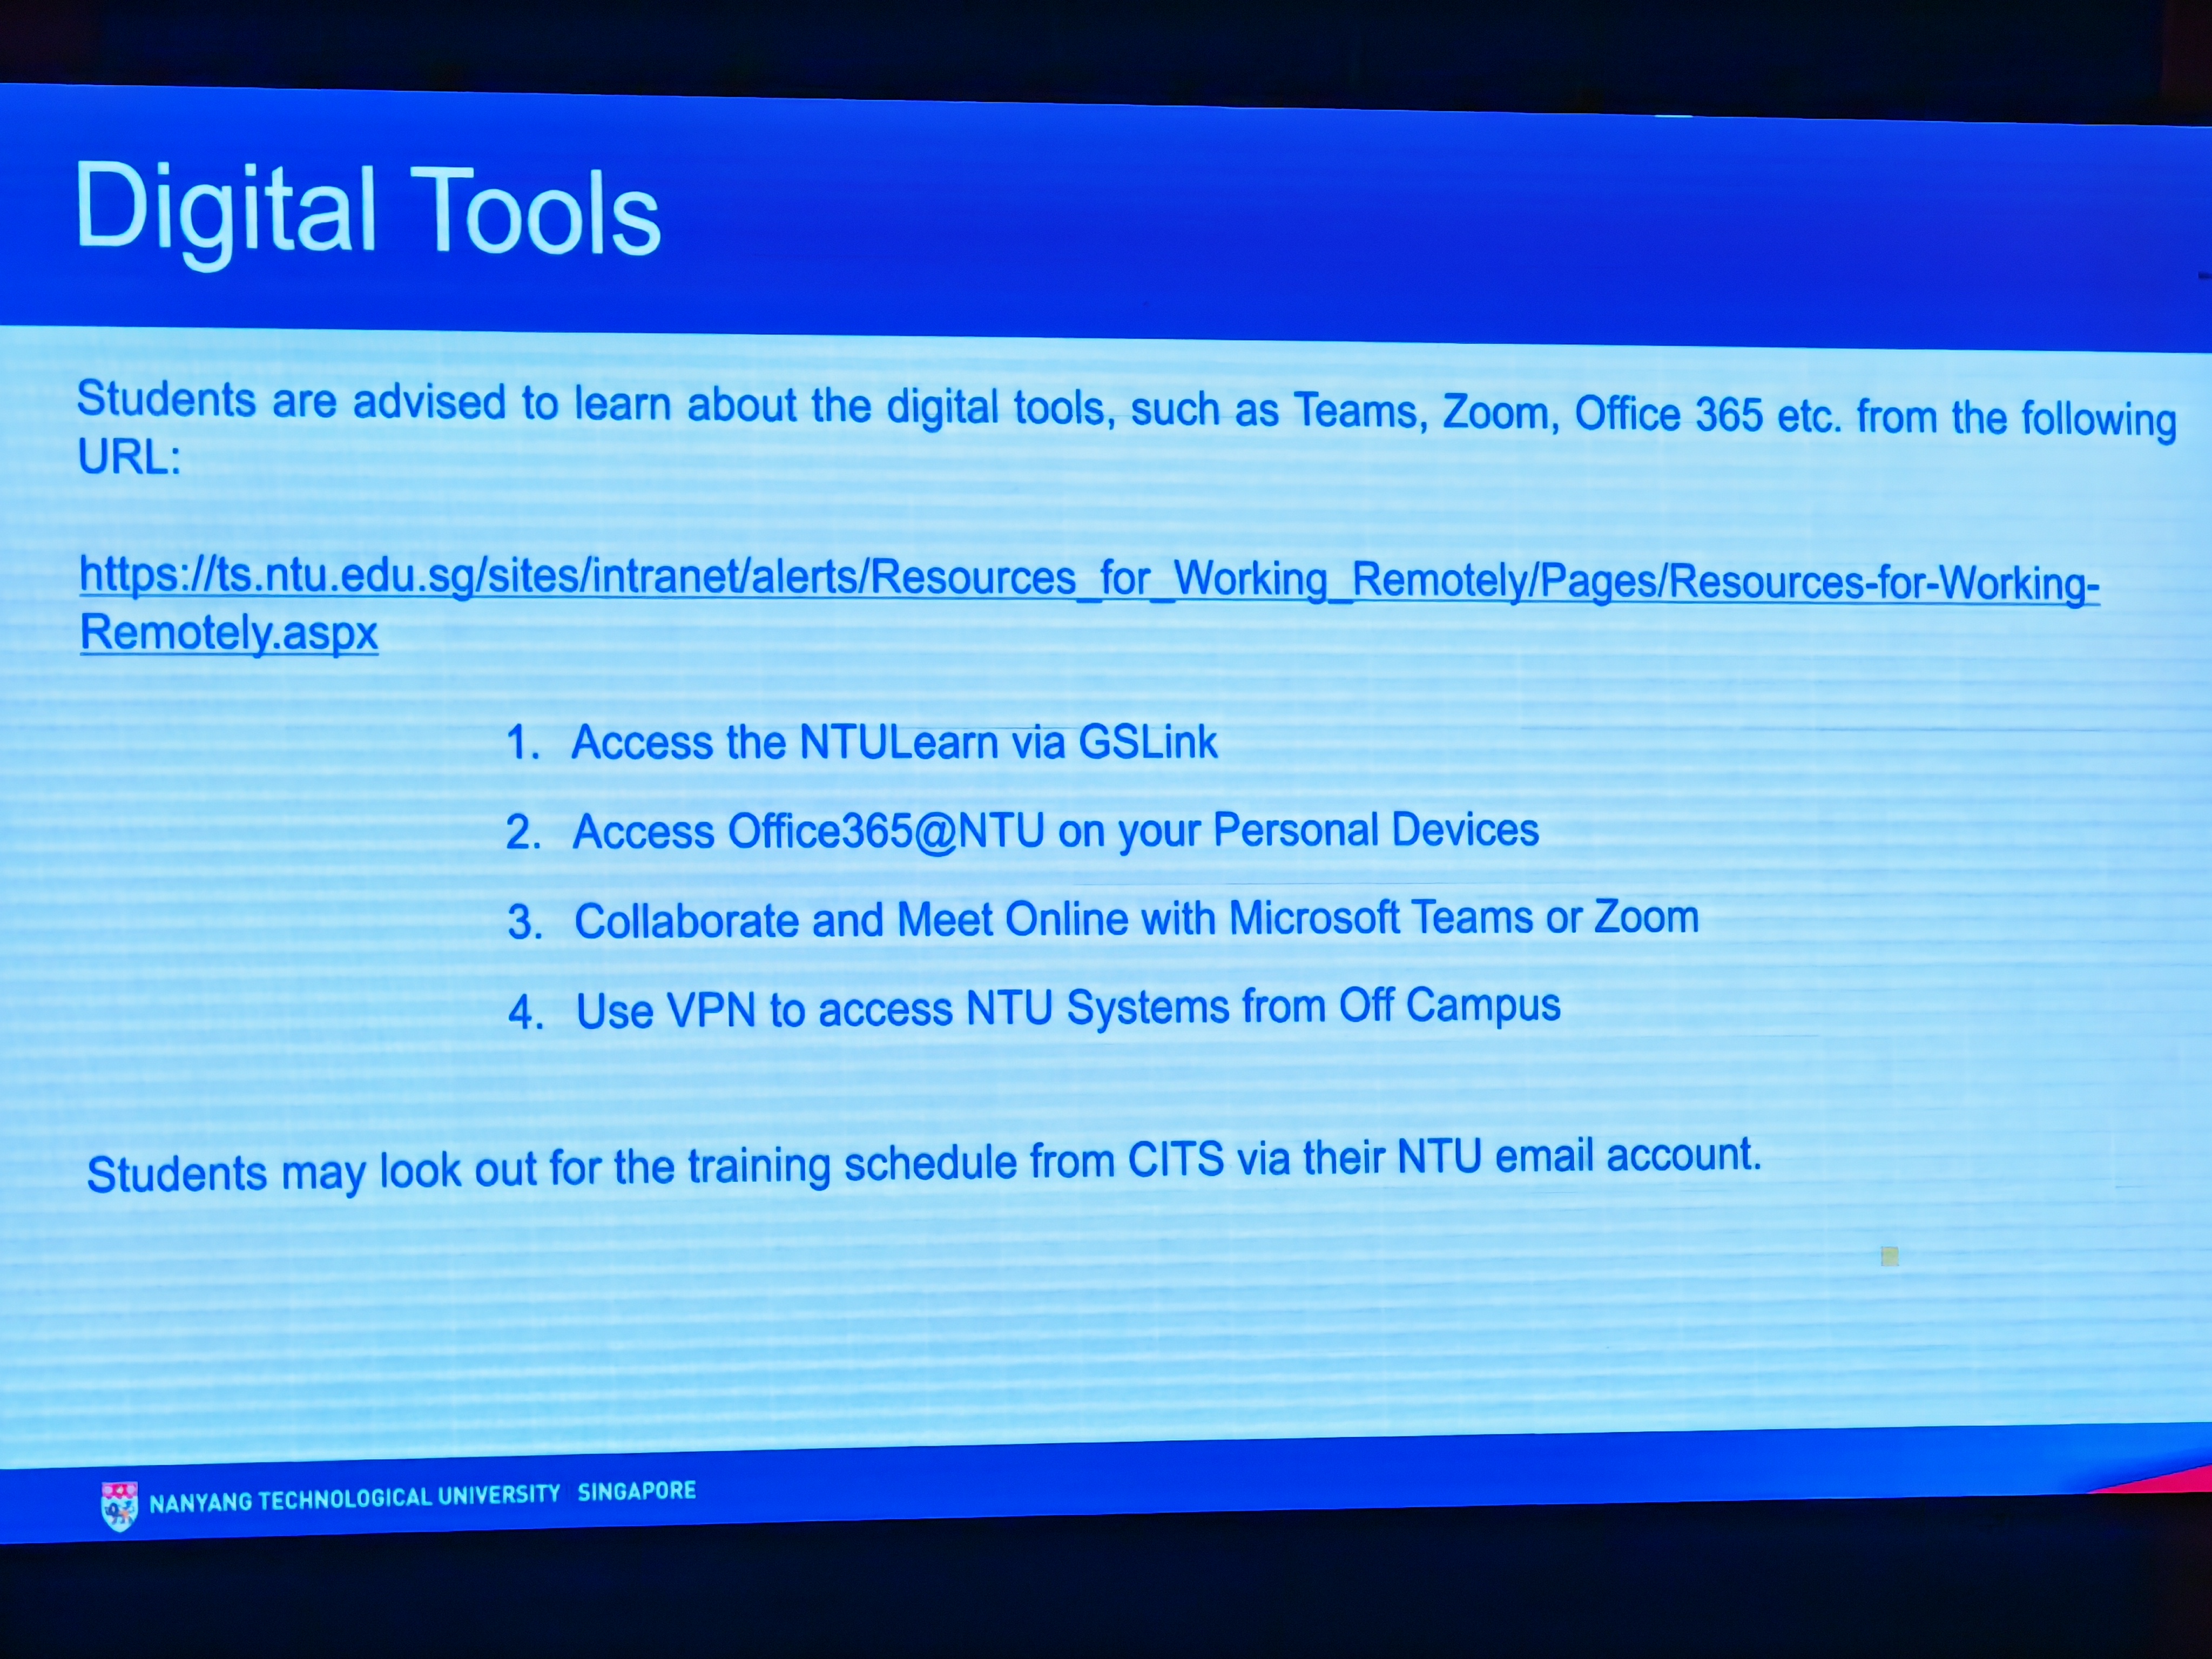 Digital Tools
Students are advised to learn about the digital tools, such as Teams, Zoom, Office 365 etc. from the following
URL:
https://ts.ntu.edu.sg/sites/intranet/alerts/Resources_for_Working_Remotely/Pages/Resources-for-Working-
Remotely.aspx
1. Access the NTULearn via GSLink
2. Access Office365@NTU on your Personal Devices
3. Collaborate and Meet Online with Microsoft Teams or Zoom
4. Use VPN to access NTU Systems from Off Campus
Students may look out for the training schedule from CITS via their NTU email account.
NANYANG TECHNOLOGICAL UNIVERSITY SINGAPORE